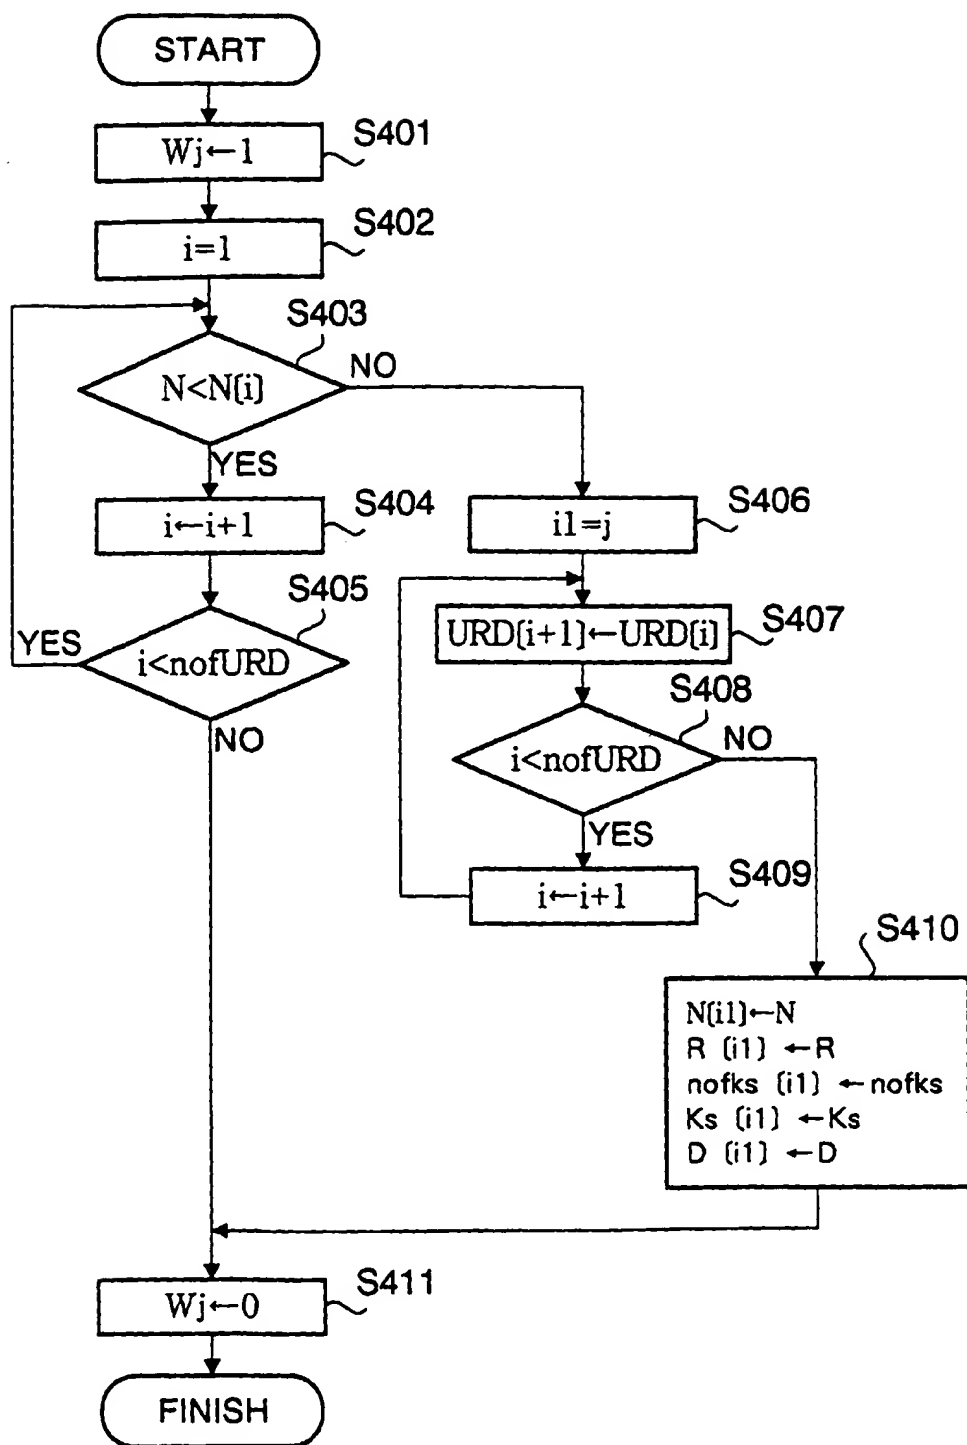 START
Wj←1
S401
i=1
S402
S403
N<N[i]
NO
YES
i←i+1
S404
S405
i<nofURD
YES
NO
i1=j
S406
URD[i+1]←URD[i]
S407
S408
i<nofURD
NO
YES
i←i+1
S409
S410
N[i1]←N
R [i1] ←R
nofks [i1] ←nofks
Ks [i1] ←Ks
D [i1] ←D
Wj←0
S411
FINISH